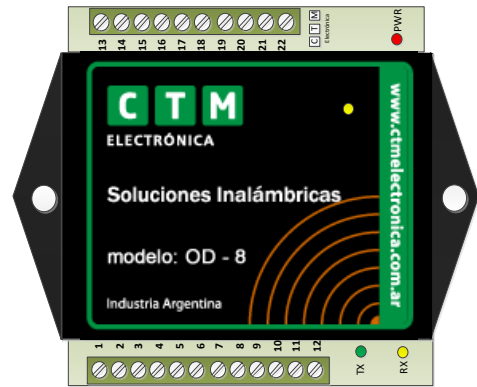 13 14 15 16 17 18 19 20 21 22
C T M
Electrónica
PWR
C T M
ELECTRÓNICA
www.ctmelectronica.com.ar
Soluciones Inalámbricas
modelo: OD - 8
Industria Argentina
1 2 3 4 5 6 7 8 9 10 11 12
TX
RX